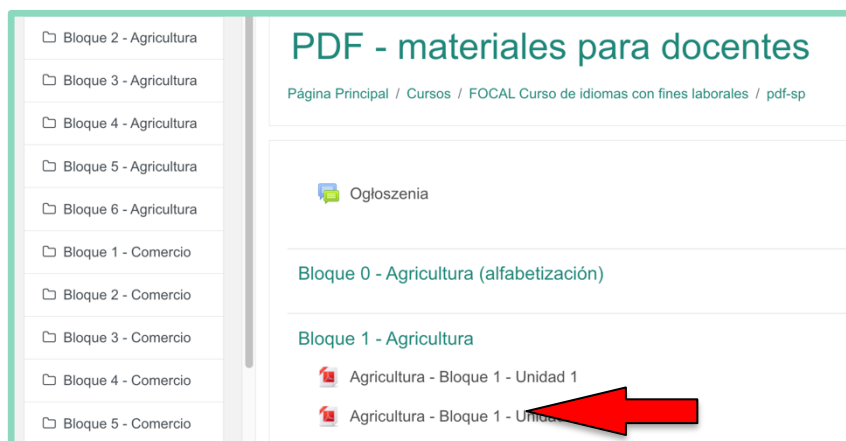 Bloque 2 - Agricultura
Bloque 3 - Agricultura
Bloque 4 - Agricultura
Bloque 5 - Agricultura
Bloque 6 - Agricultura
Bloque 1 - Comercio
Bloque 2 - Comercio
Bloque 3 - Comercio
Bloque 4 - Comercio
Bloque 5 - Comercio
PDF - materiales para docentes
Página Principal / Cursos / FOCAL Curso de idiomas con fines laborales / pdf-sp
Ogłoszenia
Bloque 0 - Agricultura (alfabetización)
Bloque 1 - Agricultura
Agricultura - Bloque 1 - Unidad 1
Agricultura - Bloque 1 -